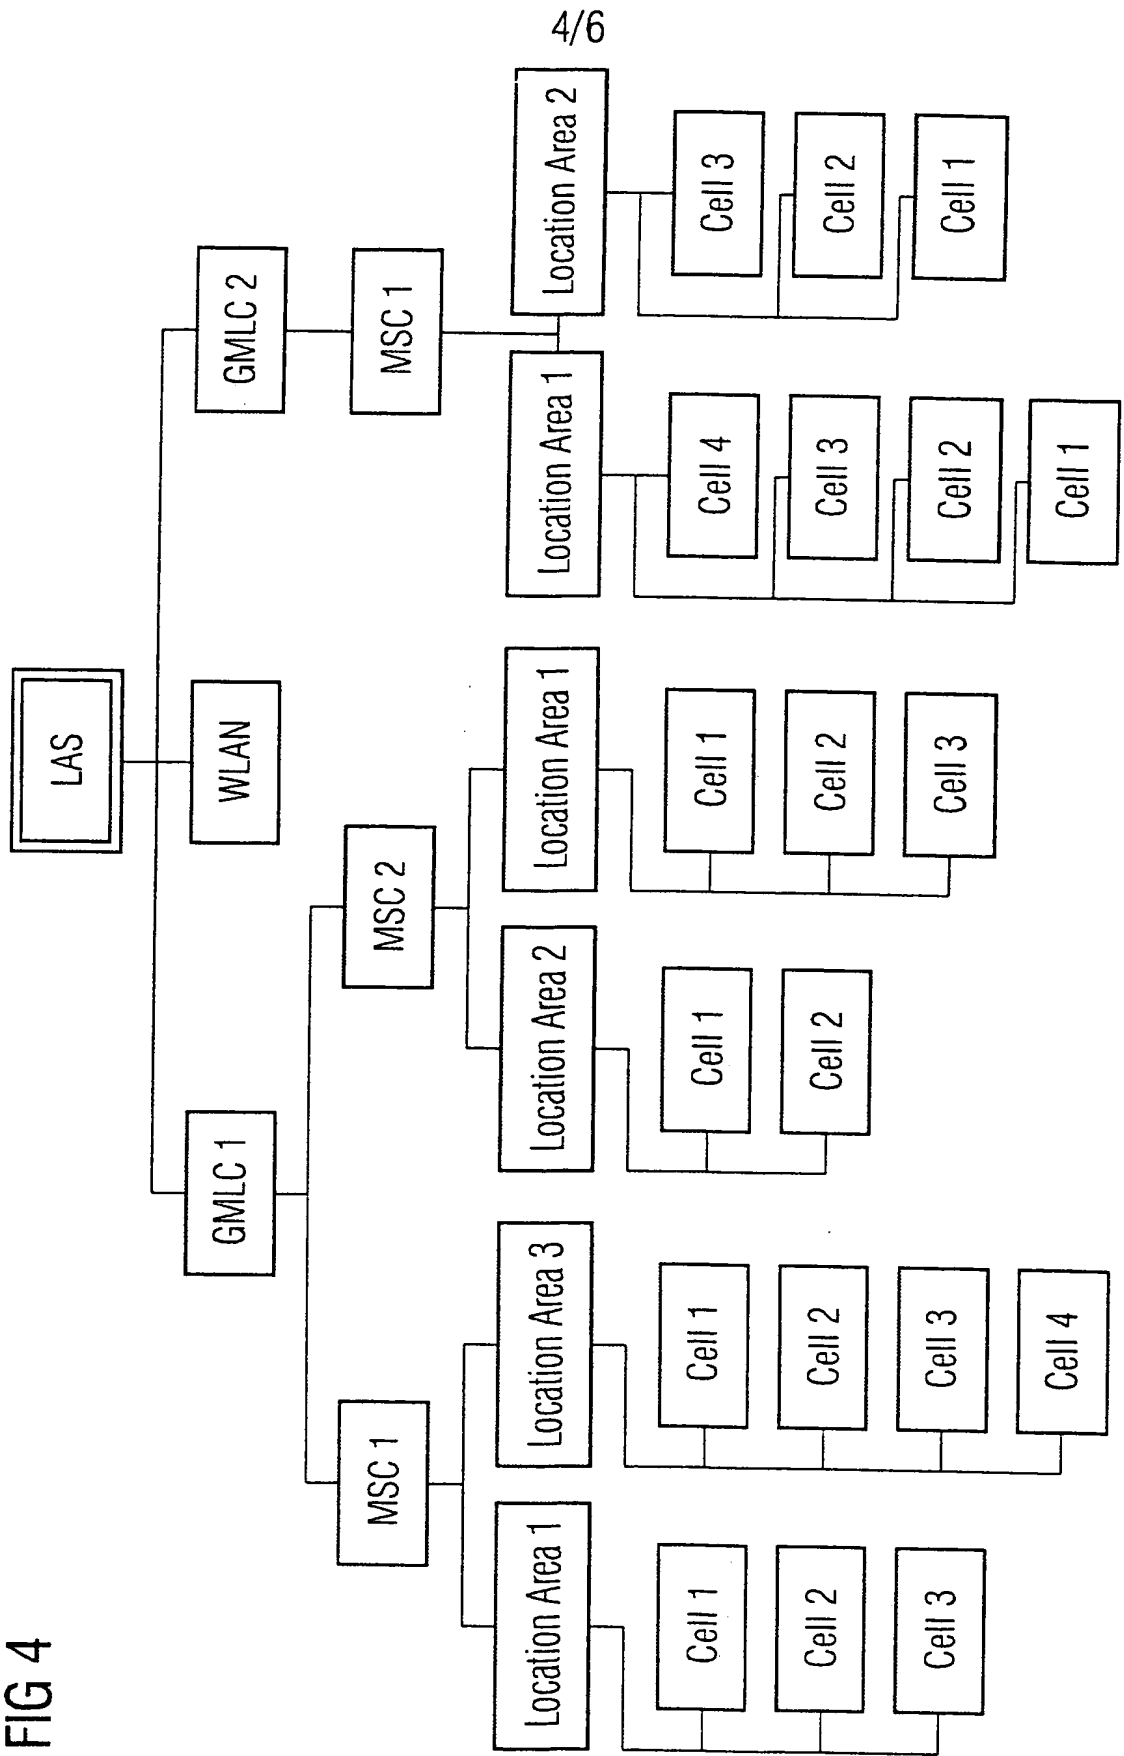 4/6
FIG 4
LAS
GMLC 1
WLAN
GMLC 2
MSC 1
MSC 2
MSC 1
Location Area 1
Location Area 3
Location Area 2
Location Area 1
Location Area 1
Location Area 2
Cell 1
Cell 2
Cell 3
Cell 1
Cell 2
Cell 3
Cell 4
Cell 1
Cell 2
Cell 1
Cell 2
Cell 3
Cell 4
Cell 3
Cell 2
Cell 1
Cell 3
Cell 2
Cell 1